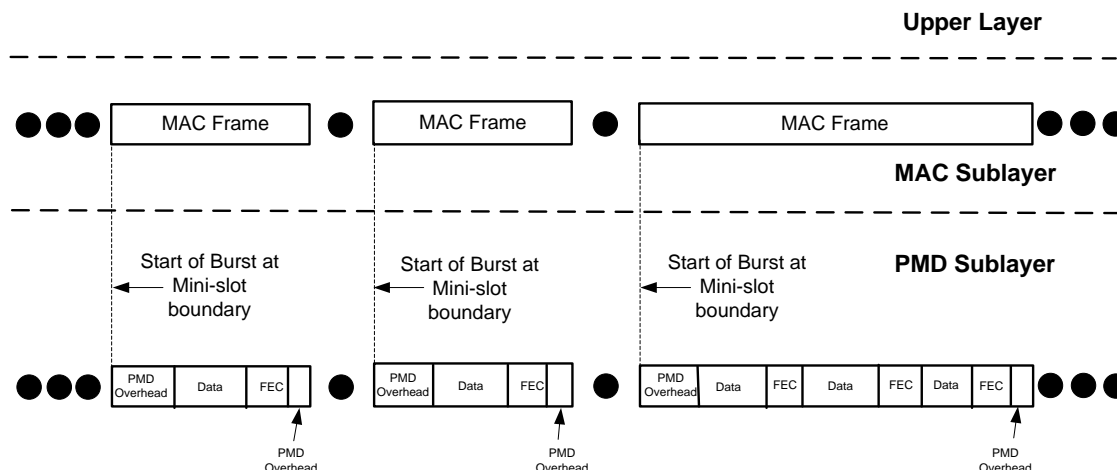 Upper Layer
MAC Frame
MAC Frame
MAC Frame
MAC Sublayer
PMD Sublayer
Start of Burst at
Mini-slot
boundary
Start of Burst at
Mini-slot
boundary
Start of Burst at
Mini-slot
boundary
PMD
Overhead
Data
FEC
PMD
Overhead
Data
FEC
PMD
Overhead
Data
FEC
Data
FEC
Data
FEC
PMD
Overhead
PMD
Overhead
PMD
Overhead